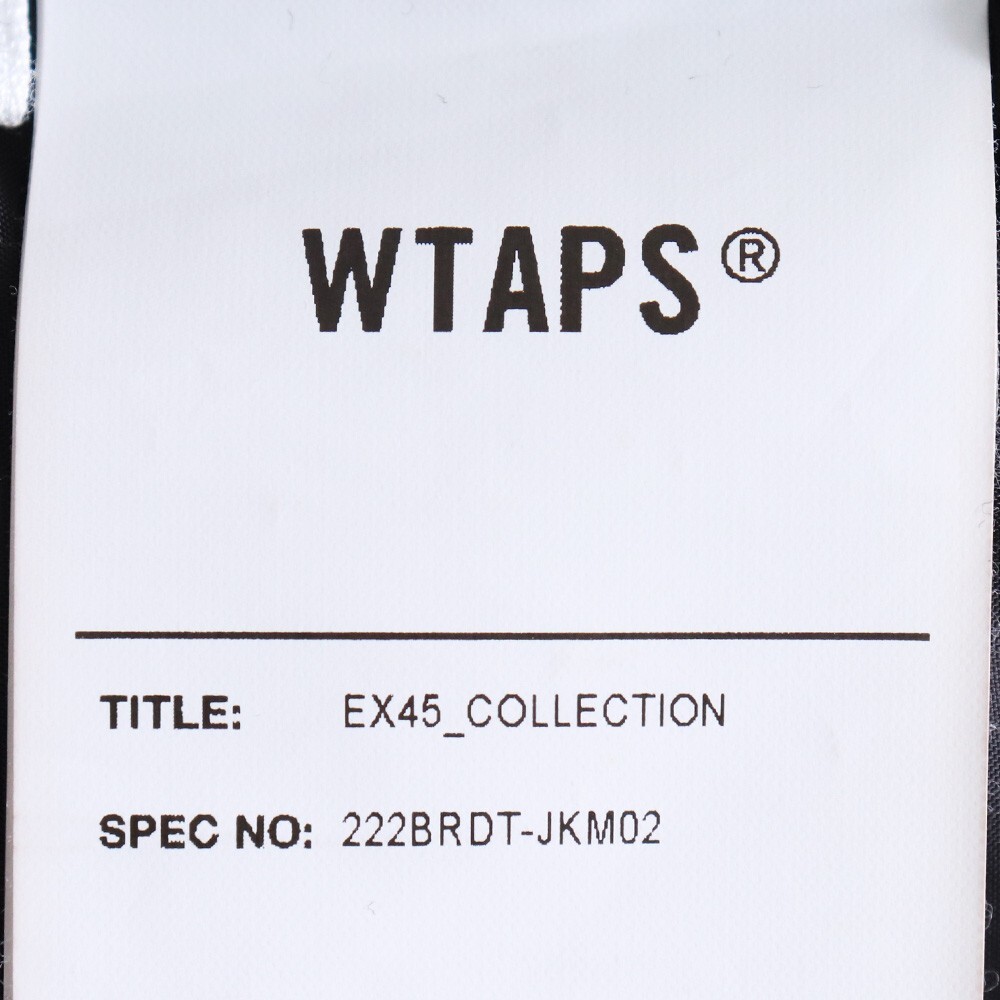 WTAPS®
TITLE: EX45_COLLECTION
SPEC NO: 222BRDT-JKM02